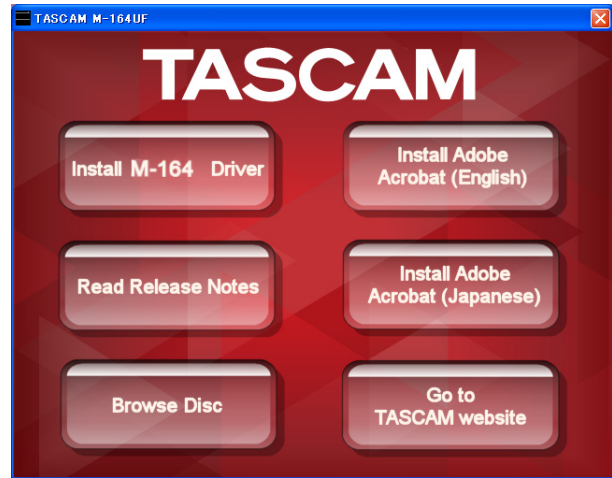 TASCAM M-164UF
TASCAM
Install M-164 Driver
Install Adobe
Acrobat (English)
Read Release Notes
Install Adobe
Acrobat (Japanese)
Browse Disc
Go to
TASCAM website